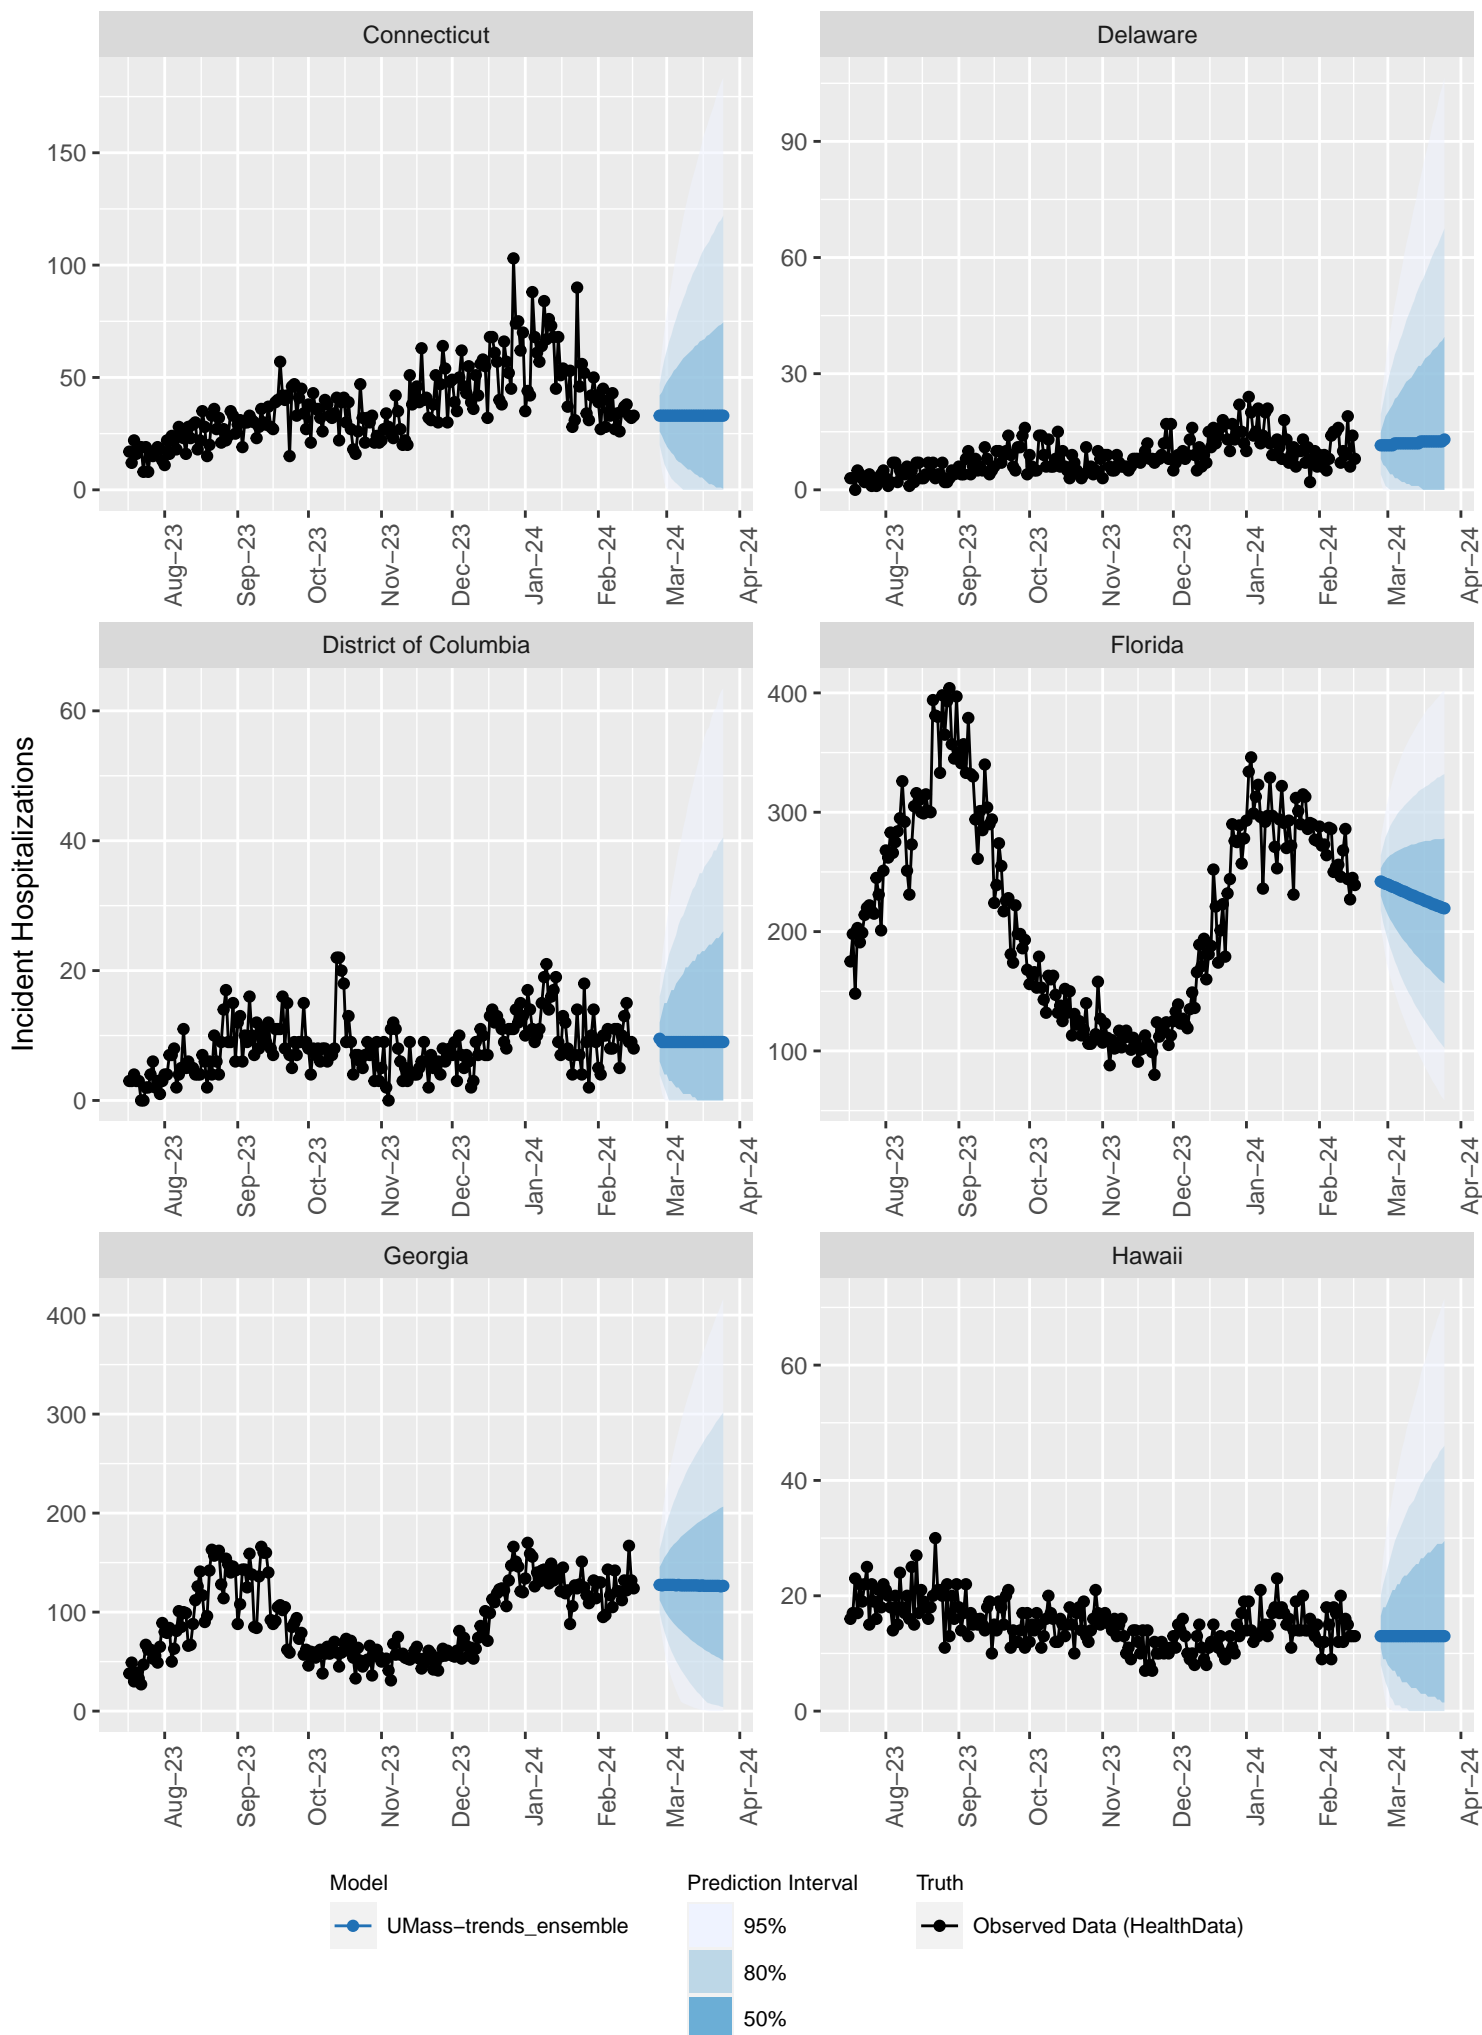 Connecticut
Delaware
150
100
50
0
90
60
30
0
Aug−23
Sep−23
Oct−23
Nov−23
Dec−23
Jan−24
Feb−24
Mar−24
Apr−24
Aug−23
Sep−23
Oct−23
Nov−23
Dec−23
Jan−24
Feb−24
Mar−24
Apr−24
District of Columbia
Florida
Incident Hospitalizations
60
40
20
0
400
300
200
100
Aug−23
Sep−23
Oct−23
Nov−23
Dec−23
Jan−24
Feb−24
Mar−24
Apr−24
Aug−23
Sep−23
Oct−23
Nov−23
Dec−23
Jan−24
Feb−24
Mar−24
Apr−24
Georgia
Hawaii
400
300
200
100
0
60
40
20
0
Aug−23
Sep−23
Oct−23
Nov−23
Dec−23
Jan−24
Feb−24
Mar−24
Apr−24
Aug−23
Sep−23
Oct−23
Nov−23
Dec−23
Jan−24
Feb−24
Mar−24
Apr−24
Model
UMass−trends_ensemble
Prediction Interval
95%
80%
50%
Truth
Observed Data (HealthData)